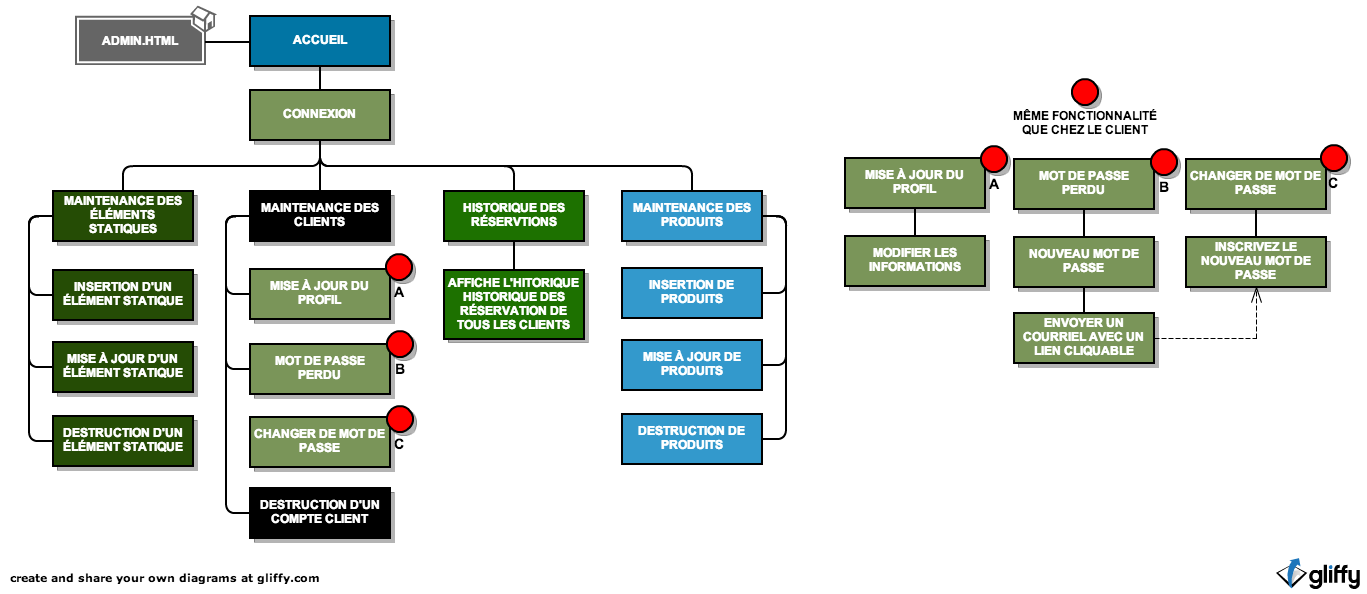 ADMIN.HTML
ACCUEIL
CONNEXION
MAINTENANCE DES
ÉLÉMENTS
STATIQUES
INSERTION D'UN
ÉLÉMENT STATIQUE
MISE À JOUR D'UN
ÉLÉMENT STATIQUE
DESTRUCTION D'UN
ÉLÉMENT STATIQUE
MAINTENANCE DES
CLIENTS
MISE À JOUR DU
PROFIL
A
MOT DE PASSE
PERDU
B
CHANGER DE MOT DE
PASSE
C
DESTRUCTION D'UN
COMPTE CLIENT
HISTORIQUE DES
RÉSERVTIONS
AFFICHE L'HITORIQUE
HISTORIQUE DES
RÉSERVATION DE
TOUS LES CLIENTS
MAINTENANCE DES
PRODUITS
INSERTION DE
PRODUITS
MISE À JOUR DE
PRODUITS
DESTRUCTION DE
PRODUITS
MÊME FONCTIONNALITÉ
QUE CHEZ LE CLIENT
MISE À JOUR DU
PROFIL
A
MODIFIER LES
INFORMATIONS
MOT DE PASSE
PERDU
B
NOUVEAU MOT DE
PASSE
ENVOYER UN
COURRIEL AVEC UN
LIEN CLIQUABLE
CHANGER DE MOT DE
PASSE
C
INSCRIVEZ LE
NOUVEAU MOT DE
PASSE
create and share your own diagrams at gliffy.com
gliffy